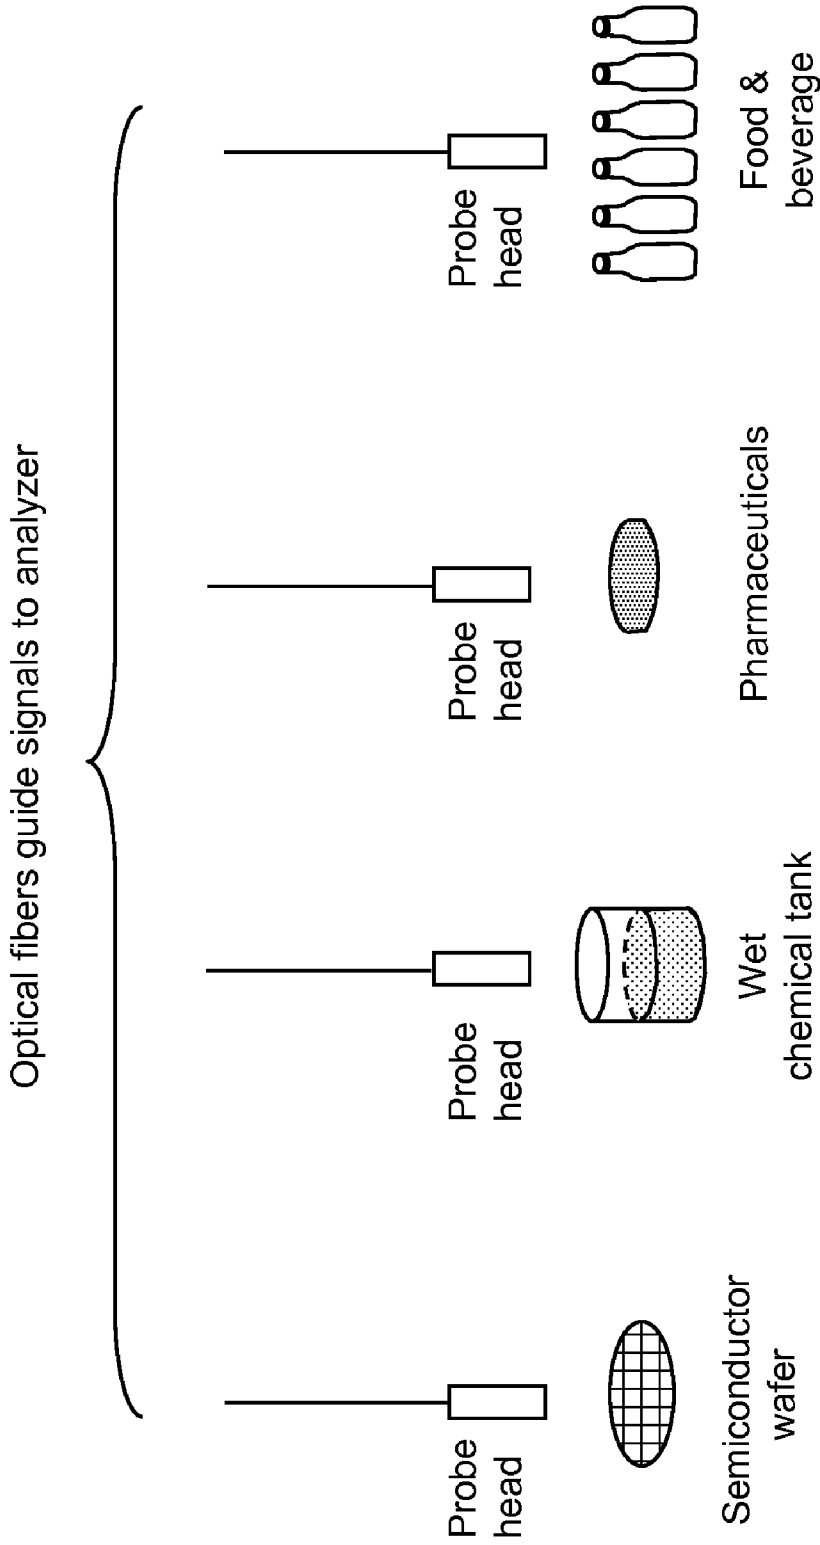 Optical fibers guide signals to analyzer
Probe
head
Probe
head
Probe
head
Probe
head
Semiconductor
wafer
Wet
chemical tank
Pharmaceuticals
Food &
beverage